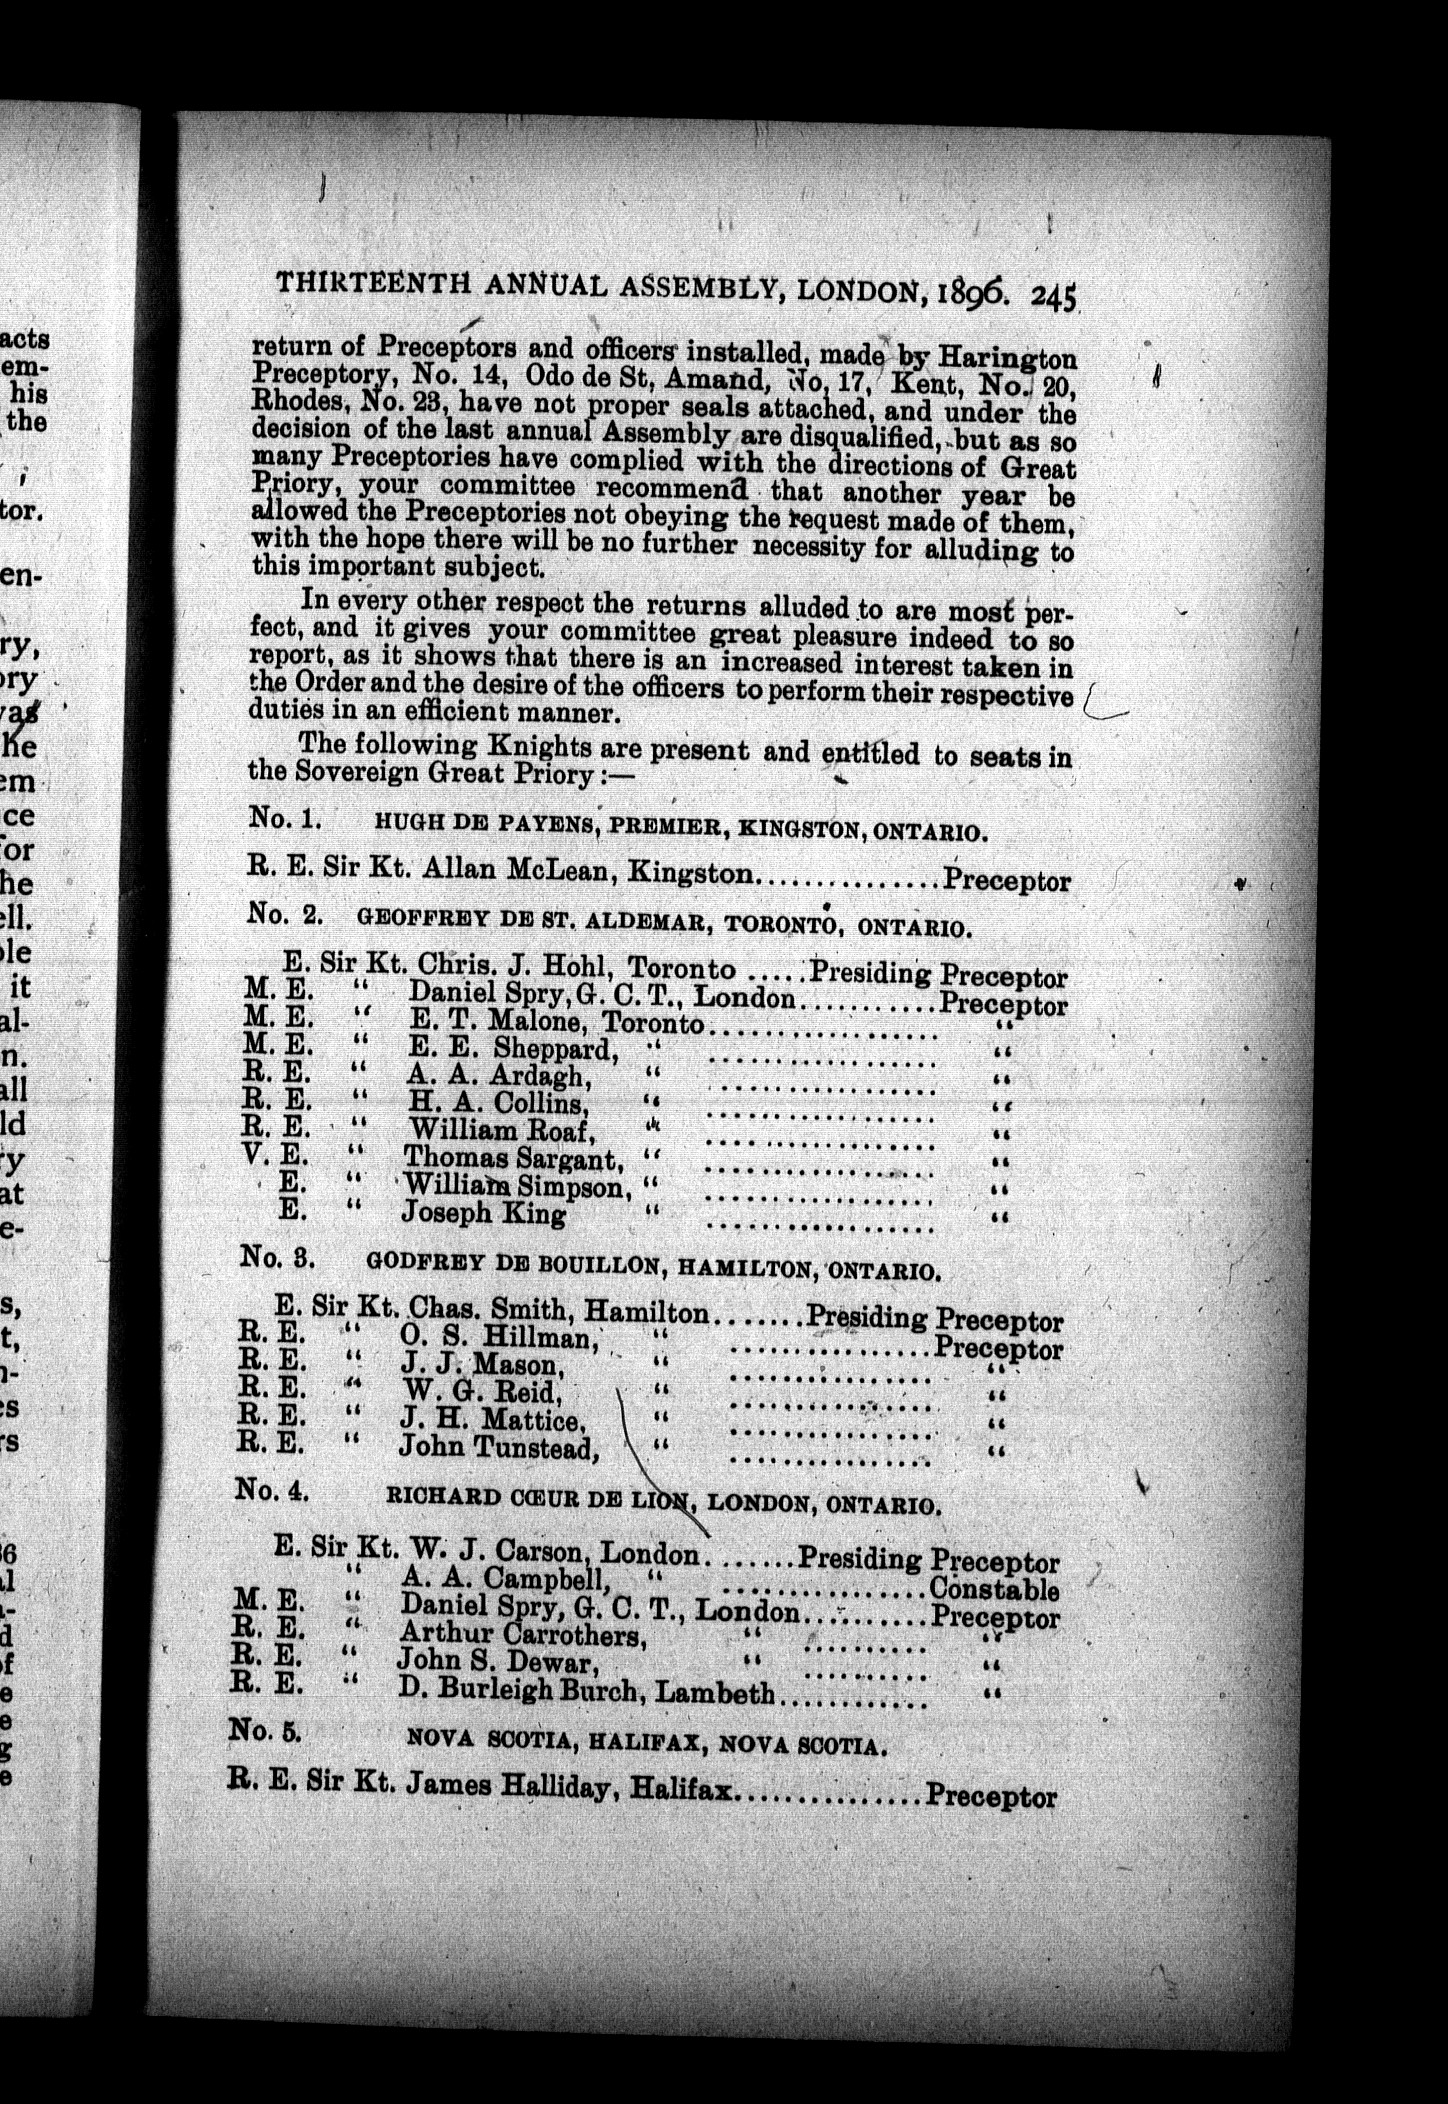 THIRTEENTH ANNUAL ASSEMBLY, LONDON, 1896. 245
return of Preceptors and officers installed, made by Harington
Preceptory, No. 14, Odo de St, Amand, No, 17, Kent, No. 20,
Rhodes, No. 23, have not proper seals attached, and under the
decision of the last annual Assembly are disqualified, but as so
many Preceptories have complied with the directions of Great
Priory, your committee recommend that another year be
allowed the Preceptories not obeying the request made of them,
with the hope there will be no further necessity for alluding to
this important subject.
In every other respect the returns alluded to are most per-
fect, and it gives your committee great pleasure indeed to so
report, as it shows that there is an increased interest taken in
the Order and the desire of the officers to perform their respective
duties in an efficient manner.
The following Knights are present and entitled to seats in
the Sovereign Great Priory :—
No. 1. HUGH DE PAYENS, PREMIER, KINGSTON, ONTARIO.
R. E. Sir Kt. Allan McLean, Kingston............... Preceptor
No. 2. GEOFFREY DE ST. ALDEMAR, TORONTO, ONTARIO.
E. Sir Kt. Chris. J. Hohl, Toronto ..... Presiding Preceptor
M. E. “ Daniel Spry, G. C. T., London........... Preceptor
M. E. “ E. T. Malone, Toronto................... “
M. E. “ E. E. Sheppard, “ ................... “
R. E. “ A. A. Ardagh, “ ................... “
R. E. “ H. A. Collins, “ ................... “
R. E. “ William Roaf, “ ................... “
V. E. “ Thomas Sargant, “ ................... “
E. “ William Simpson, “ ................... “
E. “ Joseph King “ ................... “
No. 3. GODFREY DE BOUILLON, HAMILTON, ONTARIO.
E. Sir Kt. Chas. Smith, Hamilton....... Presiding Preceptor
R. E. “ O. S. Hillman, “ ................ Preceptor
R. E. “ J. J. Mason, “ ................ “
R. E. “ W. G. Reid, “ ................ “
R. E. “ J. H. Mattice, “ ................ “
R. E. “ John Tunstead, “ ................ “
No. 4. RICHARD CŒUR DE LION, LONDON, ONTARIO.
E. Sir Kt. W. J. Carson, London....... Presiding Preceptor
“ A. A. Campbell, “ ................ Constable
M. E. “ Daniel Spry, G. C. T., London.......... Preceptor
R. E. “ Arthur Carrothers, “ .......... “
R. E. “ John S. Dewar, “ .......... “
R. E. “ D. Burleigh Burch, Lambeth............ “
No. 5. NOVA SCOTIA, HALIFAX, NOVA SCOTIA.
R. E. Sir Kt. James Halliday, Halifax............... Preceptor